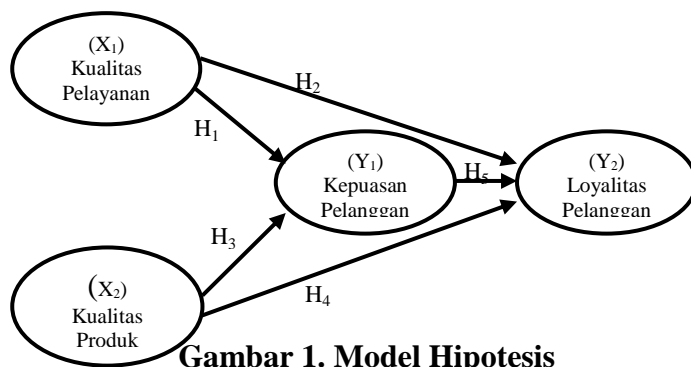 (X₁)
Kualitas
Pelayanan
H₂
H₁
(Y₁)
Kepuasan
Pelanggan
H₅
(Y₂)
Loyalitas
Pelanggan
H₃
(X₂)
Kualitas
Produk
H₄
Gambar 1. Model Hipotesis